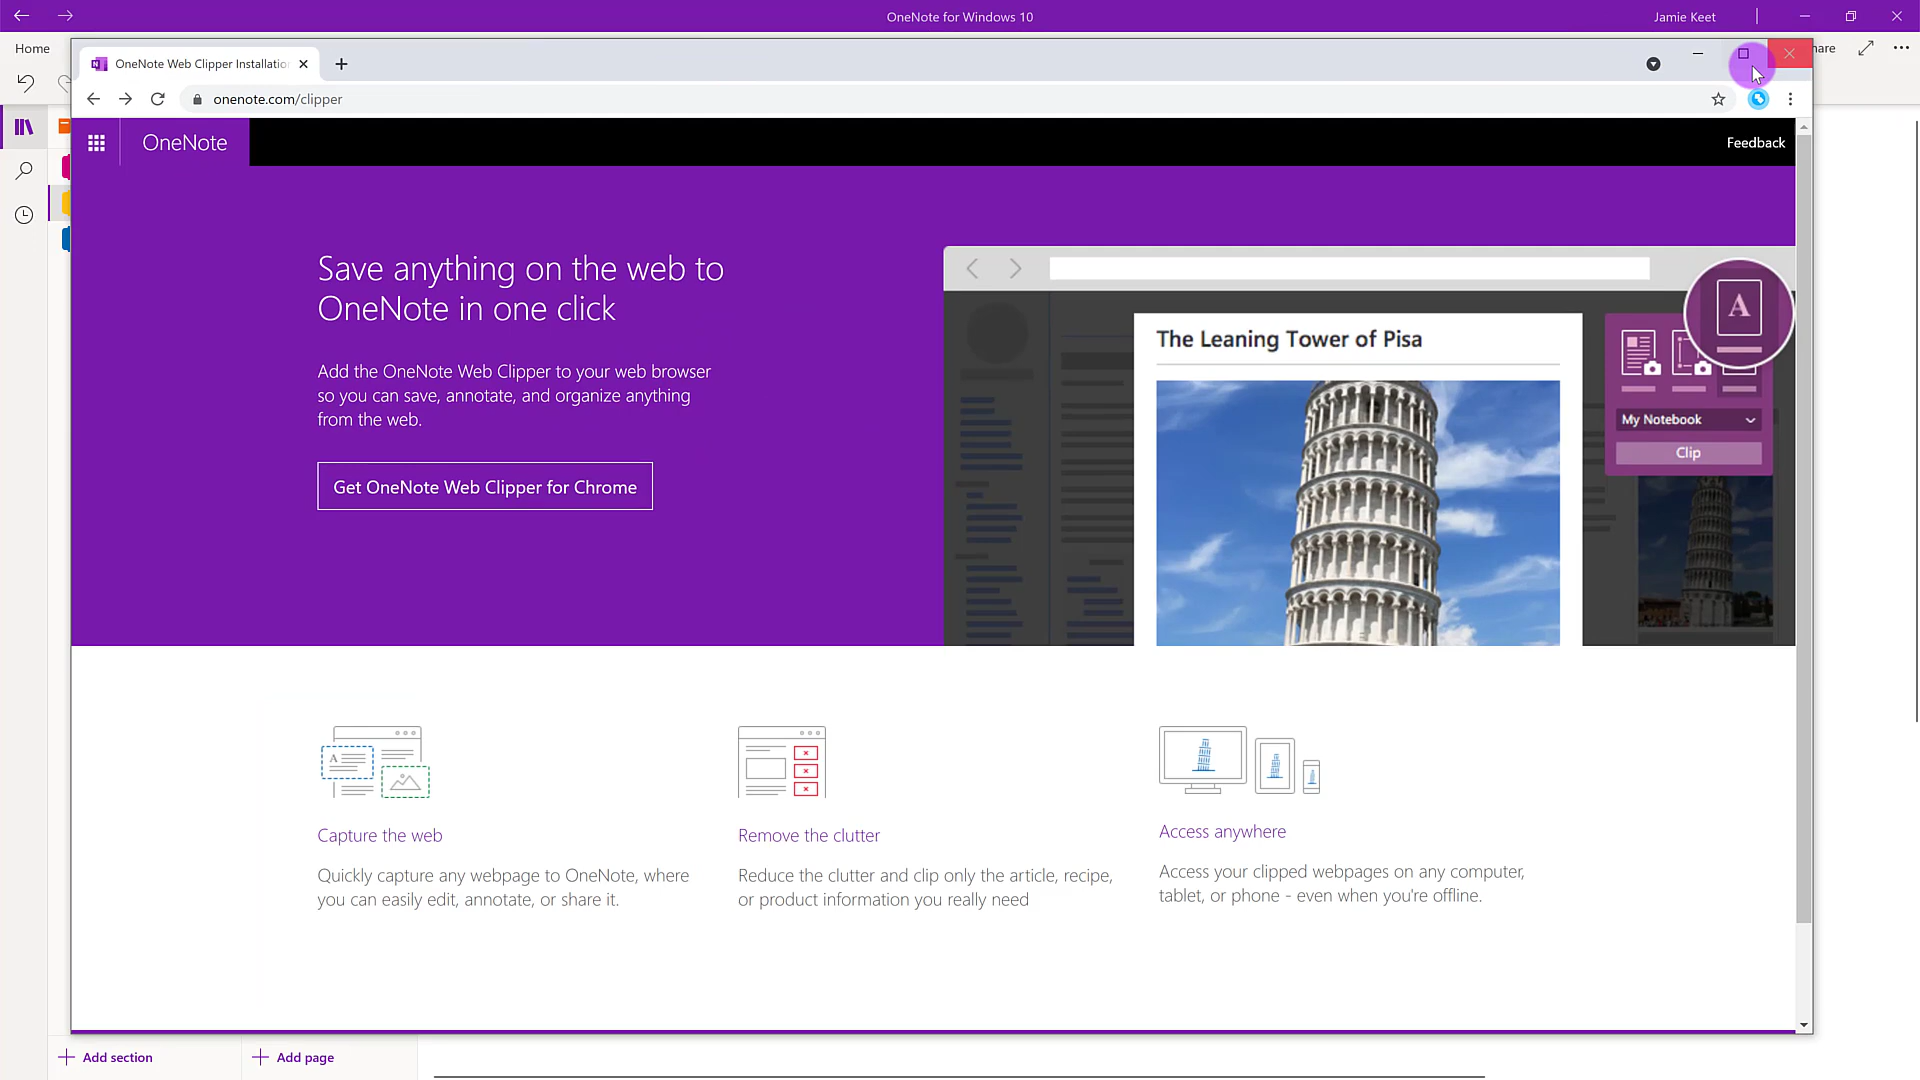 OneNote for Windows 10
Jamie Keet
Home
hare
OneNote Web Clipper Installatio
onenote.com/clipper
OneNote
Feedback
Save anything on the web to
OneNote in one click
Add the OneNote Web Clipper to your web browser
so you can save, annotate, and organize anything
from the web.
Get OneNote Web Clipper for Chrome
The Leaning Tower of Pisa
A
My Notebook
Clip
A
Capture the web
Quickly capture any webpage to OneNote, where
you can easily edit, annotate, or share it.
Remove the clutter
Reduce the clutter and clip only the article, recipe,
or product information you really need
Access anywhere
Access your clipped webpages on any computer,
tablet, or phone - even when you're offline.
Add section
Add page